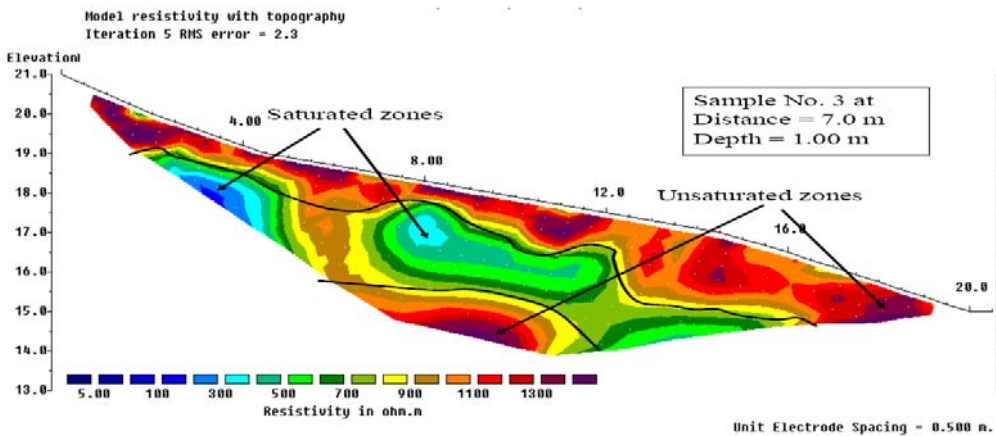 Model resistivity with topography
Iteration 5 RMS error = 2.3
Elevation
21.0
20.0
19.0
18.0
17.0
16.0
15.0
14.0
13.0
Saturated zones
4.00
8.00
12.0
16.0
20.0
Sample No. 3 at
Distance = 7.0 m
Depth = 1.00 m
Unsaturated zones
5.00 100 300 500 700 900 1100 1300
Resistivity in ohm.m
Unit Electrode Spacing = 0.500 m.